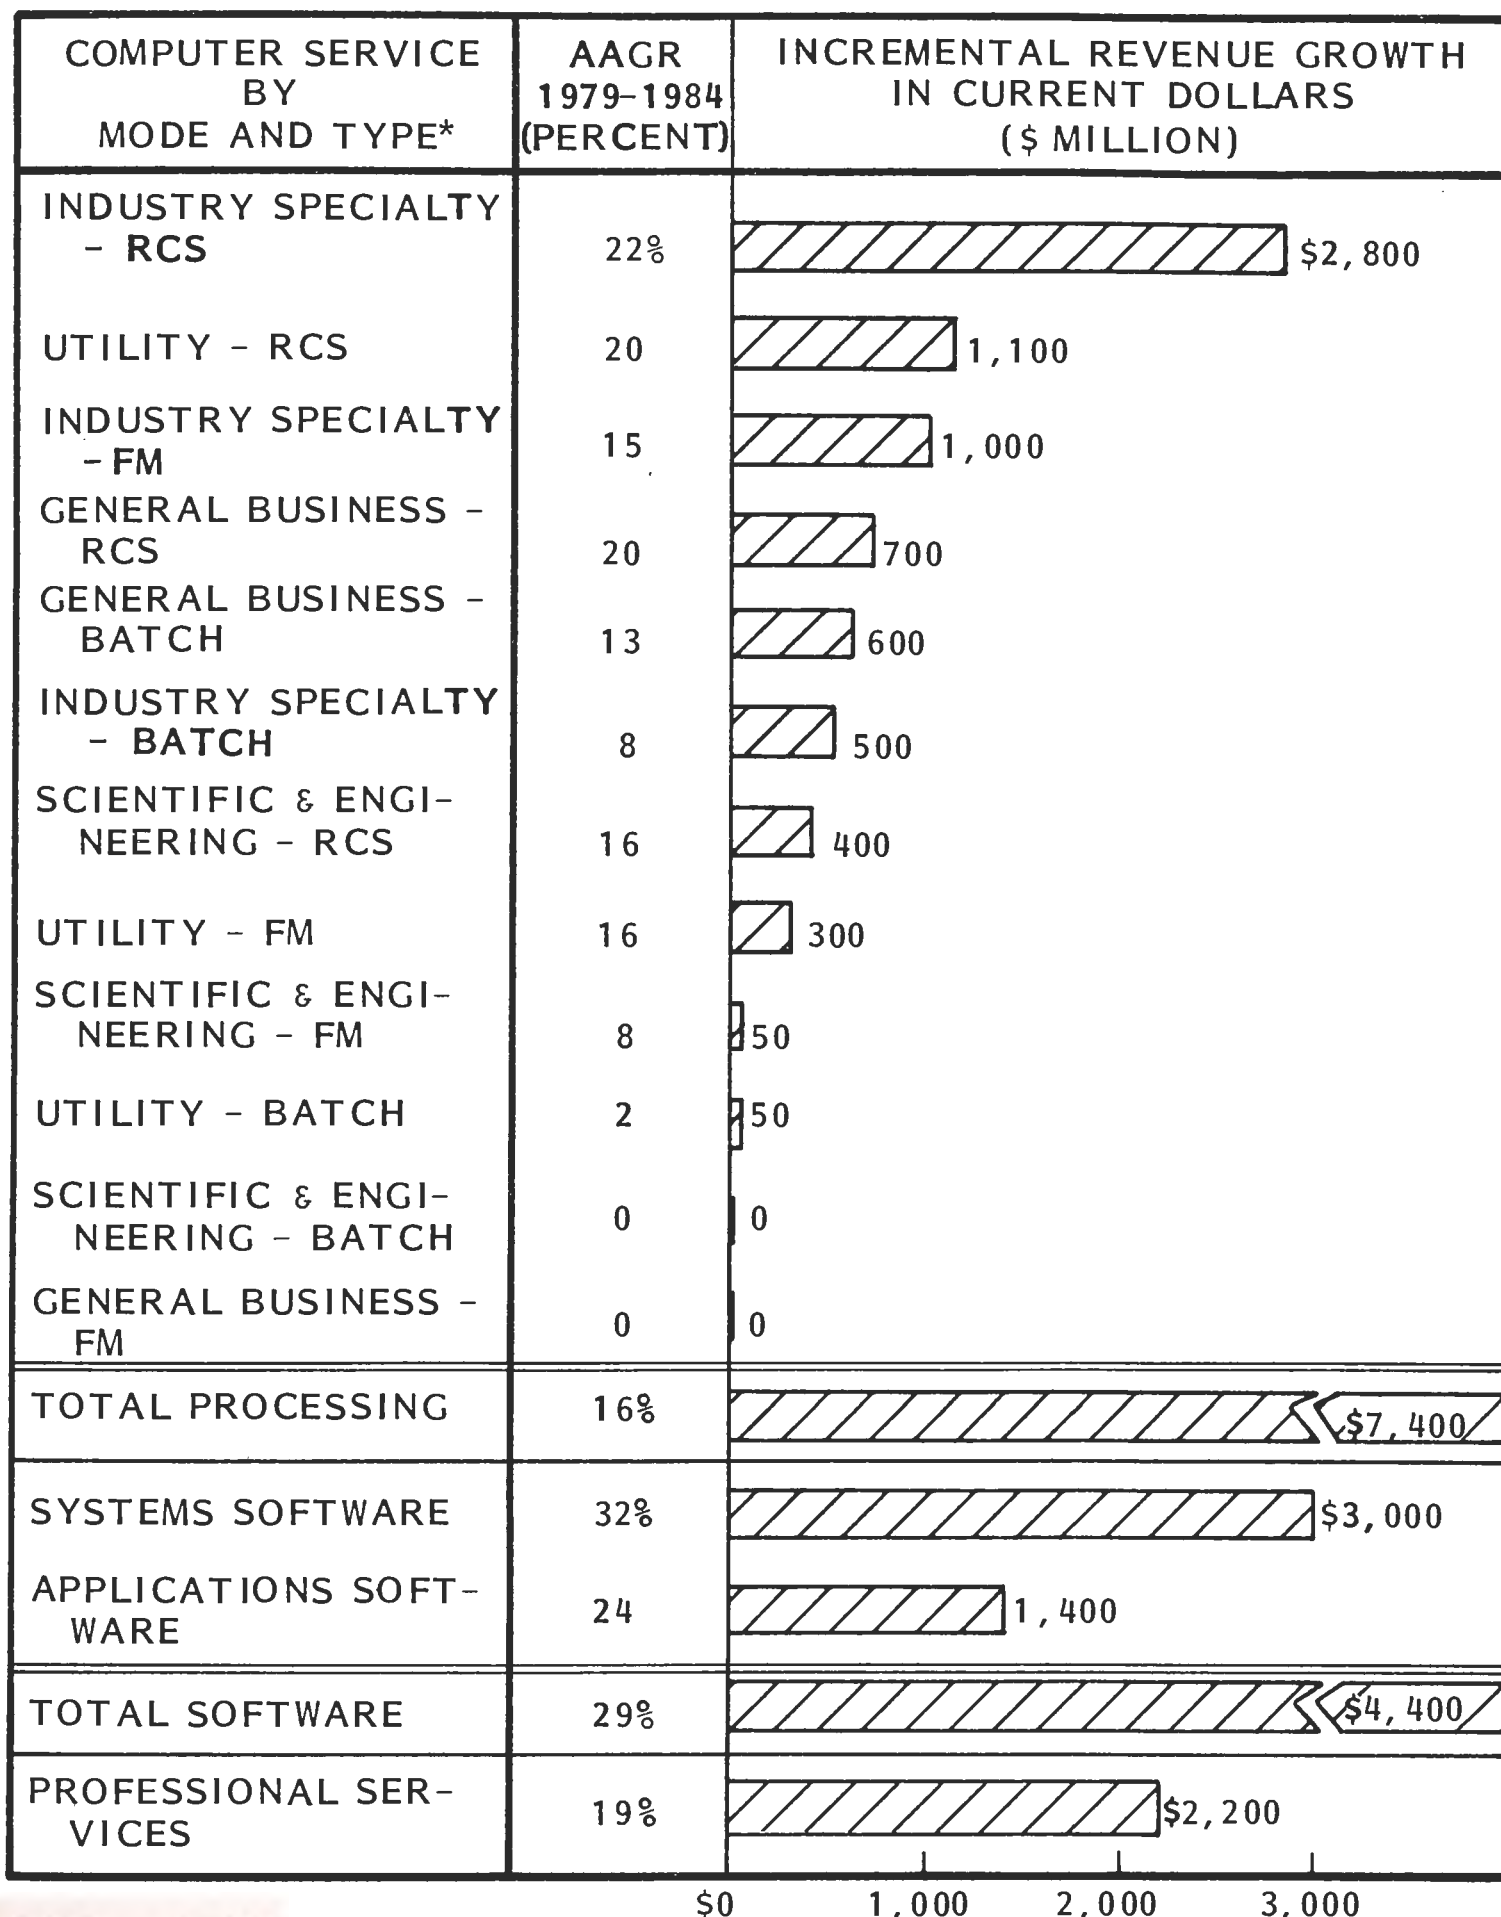 COMPUTER SERVICE
BY
MODE AND TYPE*
AAGR
1979-1984
(PERCENT)
INCREMENTAL REVENUE GROWTH
IN CURRENT DOLLARS
($ MILLION)
INDUSTRY SPECIALTY
- RCS
22%
$2,800
UTILITY - RCS
20
1,100
INDUSTRY SPECIALTY
- FM
15
1,000
GENERAL BUSINESS -
RCS
20
700
GENERAL BUSINESS -
BATCH
13
600
INDUSTRY SPECIALTY
- BATCH
8
500
SCIENTIFIC & ENGI-
NEERING - RCS
16
400
UTILITY - FM
16
300
SCIENTIFIC & ENGI-
NEERING - FM
8
50
UTILITY - BATCH
2
50
SCIENTIFIC & ENGI-
NEERING - BATCH
0
0
GENERAL BUSINESS -
FM
0
0
TOTAL PROCESSING
16%
$7,400
SYSTEMS SOFTWARE
32%
$3,000
APPLICATIONS SOFT-
WARE
24
1,400
TOTAL SOFTWARE
29%
$4,400
PROFESSIONAL SER-
VICES
19%
$2,200
$0 1,000 2,000 3,000